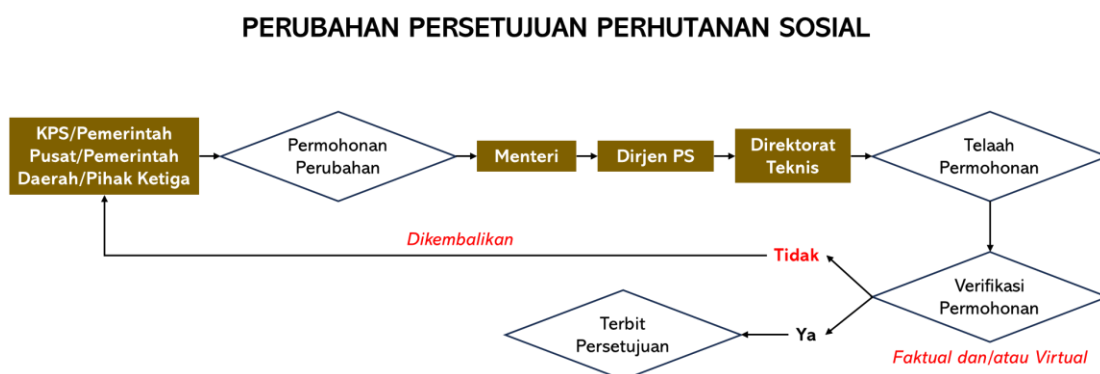 PERUBAHAN PERSETUJUAN PERHUTANAN SOSIAL
KPS/Pemerintah
Pusat/Pemerintah
Daerah/Pihak Ketiga
Permohonan
Perubahan
Menteri
Dirjen PS
Direktorat
Teknis
Telaah
Permohonan
Dikembalikan
Tidak
Verifikasi
Permohonan
Terbit
Persetujuan
Ya
Faktual dan/atau Virtual